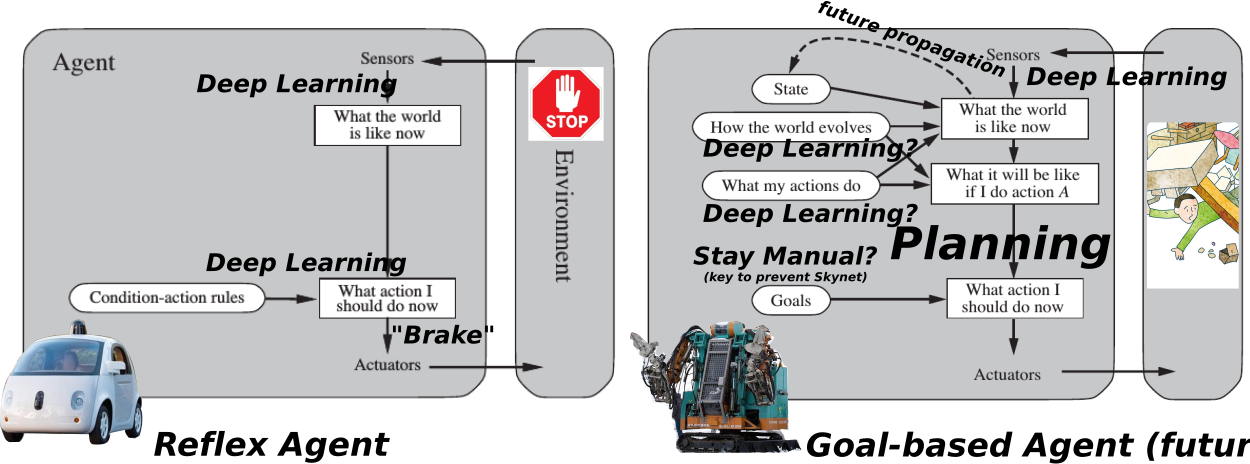 Agent
Sensors
Deep Learning
What the world
is like now
STOP
Environment
Deep Learning
Condition-action rules
What action I
should do now
"Brake"
Actuators
Reflex Agent
future propagation
Sensors
Deep Learning
State
What the world
is like now
How the world evolves
Deep Learning?
What my actions do
What it will be like
if I do action A
Deep Learning?
Planning
Stay Manual?
(key to prevent Skynet)
Goals
What action I
should do now
Actuators
Goal-based Agent (futur